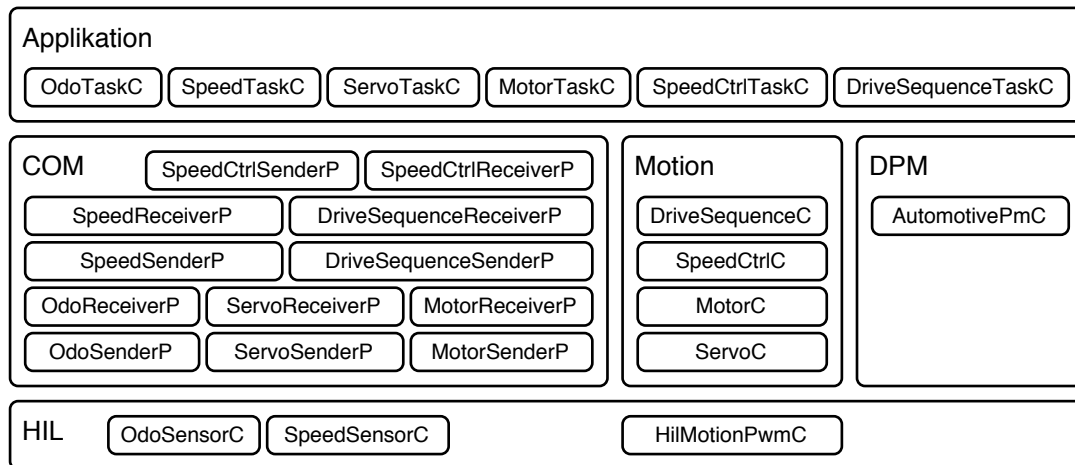 Applikation
OdoTaskC SpeedTaskC ServoTaskC MotorTaskC SpeedCtrlTaskC DriveSequenceTaskC
COM
SpeedCtrlSenderP SpeedCtrlReceiverP
SpeedReceiverP DriveSequenceReceiverP
SpeedSenderP DriveSequenceSenderP
OdoReceiverP ServoReceiverP MotorReceiverP
OdoSenderP ServoSenderP MotorSenderP
Motion
DriveSequenceC
SpeedCtrlC
MotorC
ServoC
DPM
AutomotivePmC
HIL
OdoSensorC SpeedSensorC HilMotionPwmC